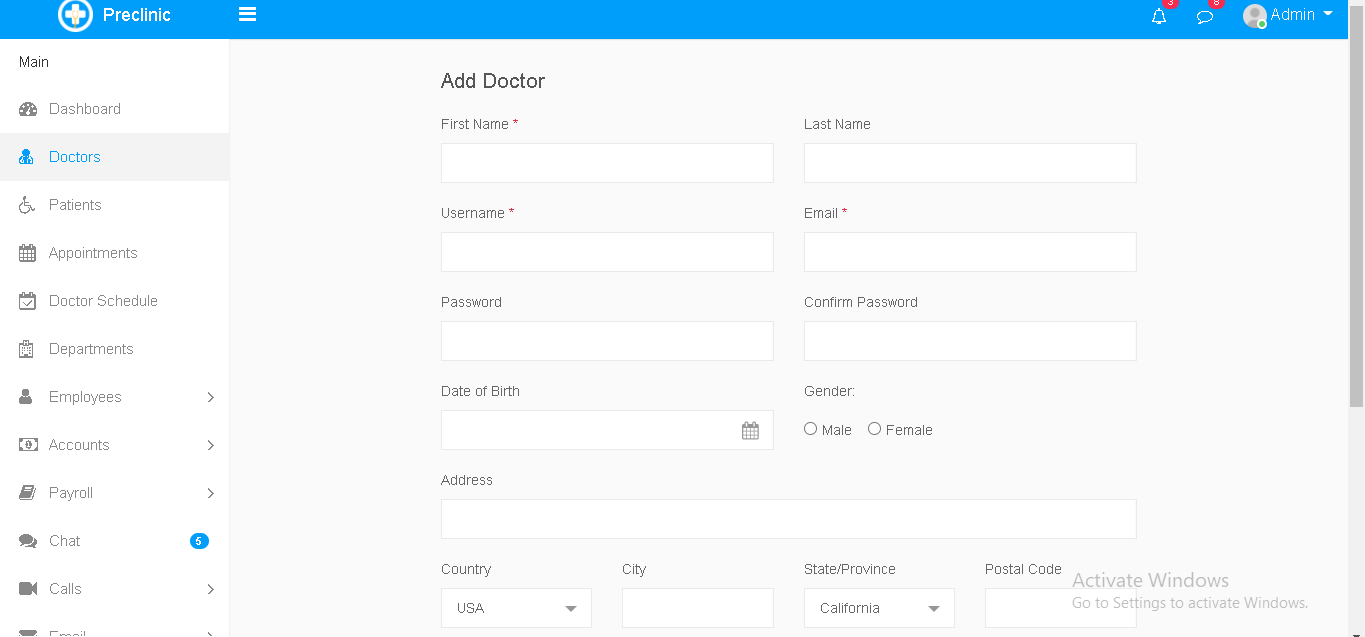 Preclinic
3
8
Admin
Main
Dashboard
Doctors
Patients
Appointments
Doctor Schedule
Departments
Employees
Accounts
Payroll
Chat 5
Calls
Email
Add Doctor
First Name * Last Name
Username * Email *
Password Confirm Password
Date of Birth Gender:
Male Female
Address
Country City State/Province Postal Code
USA California
Activate Windows
Go to Settings to activate Windows.